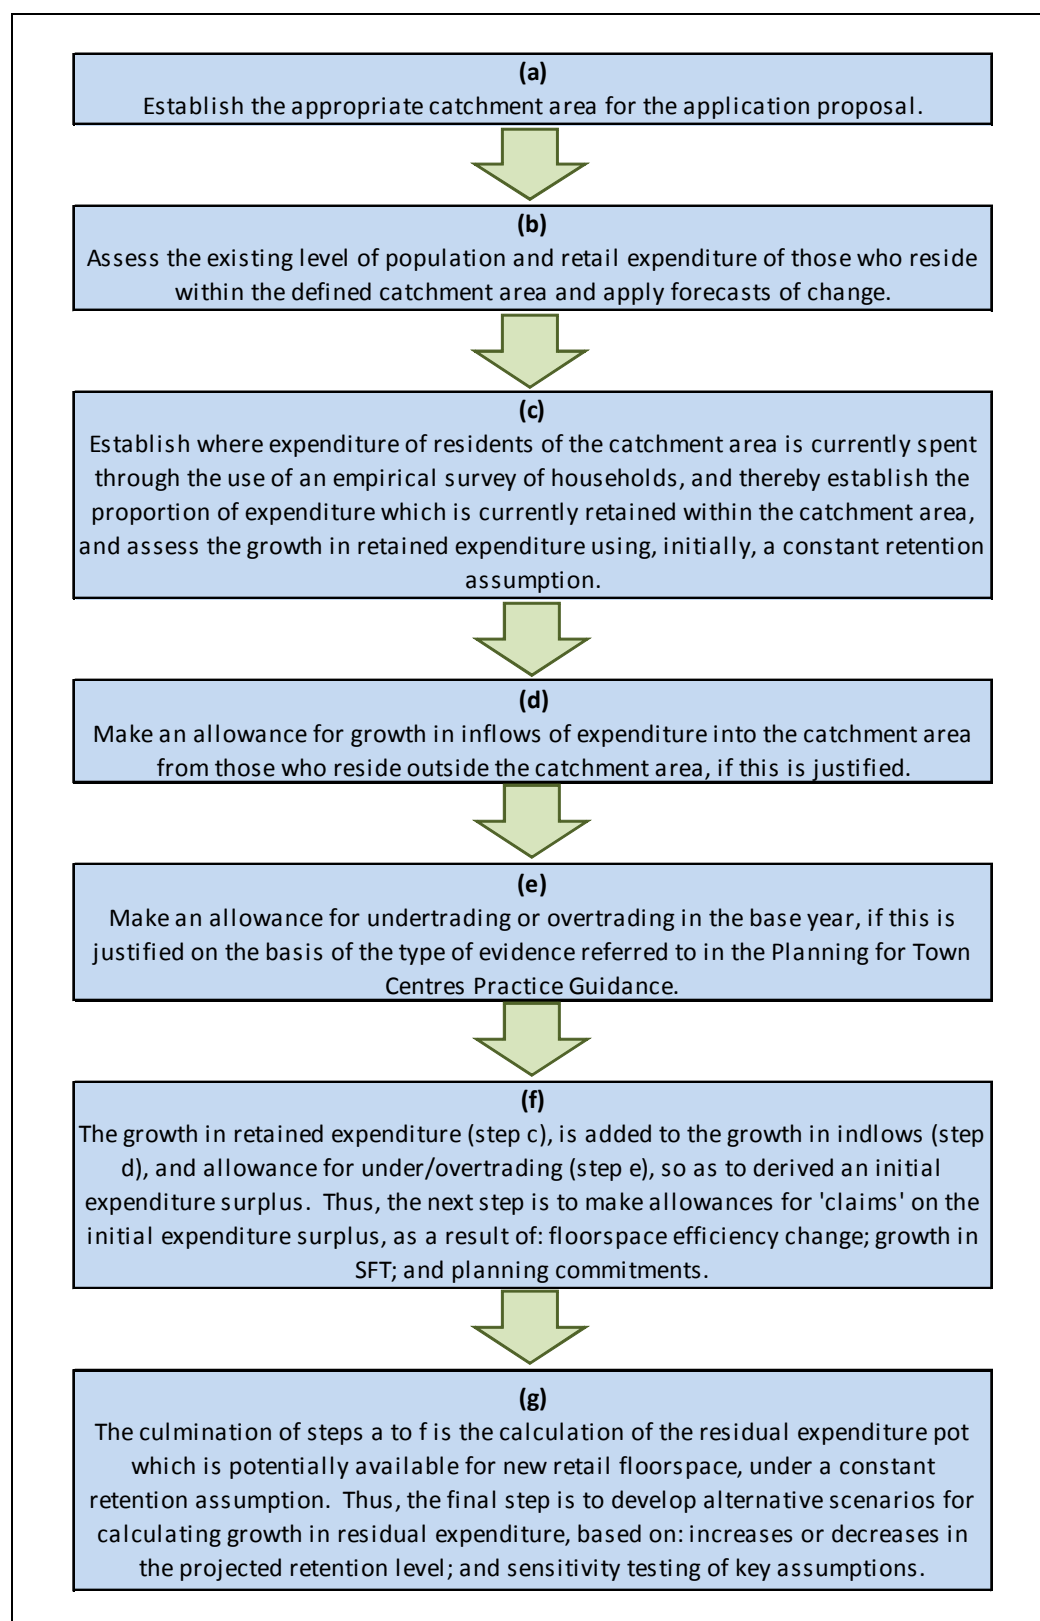 (a)
Establish the appropriate catchment area for the application proposal.
(b)
Assess the existing level of population and retail expenditure of those who reside
within the defined catchment area and apply forecasts of change.
(c)
Establish where expenditure of residents of the catchment area is currently spent
through the use of an empirical survey of households, and thereby establish the
proportion of expenditure which is currently retained within the catchment area,
and assess the growth in retained expenditure using, initially, a constant retention
assumption.
(d)
Make an allowance for growth in inflows of expenditure into the catchment area
from those who reside outside the catchment area, if this is justified.
(e)
Make an allowance for undertrading or overtrading in the base year, if this is
justified on the basis of the type of evidence referred to in the Planning for Town
Centres Practice Guidance.
(f)
The growth in retained expenditure (step c), is added to the growth in indlows (step
d), and allowance for under/overtrading (step e), so as to derived an initial
expenditure surplus.  Thus, the next step is to make allowances for 'claims' on the
initial expenditure surplus, as a result of: floorspace efficiency change; growth in
SFT; and planning commitments.
(g)
The culmination of steps a to f is the calculation of the residual expenditure pot
which is potentially available for new retail floorspace, under a constant
retention assumption.  Thus, the final step is to develop alternative scenarios for
calculating growth in residual expenditure, based on: increases or decreases in
the projected retention level; and sensitivity testing of key assumptions.